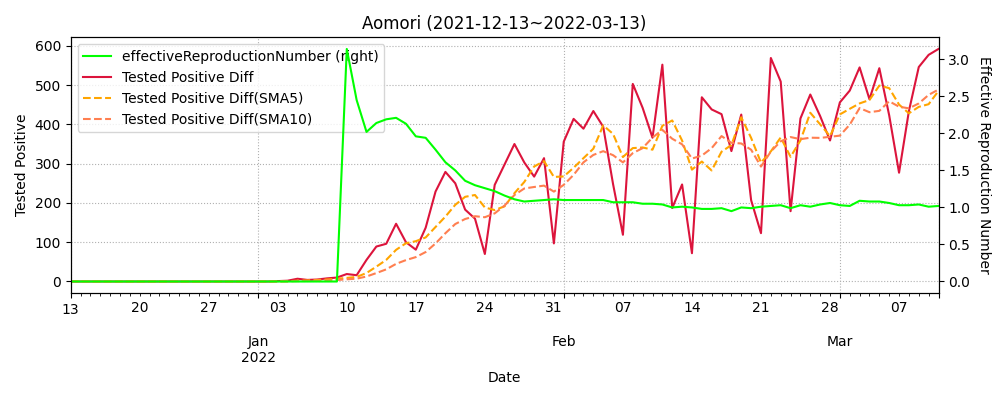 Aomori (2021-12-13~2022-03-13)
effectiveReproductionNumber (right)
Tested Positive Diff
Tested Positive Diff(SMA5)
Tested Positive Diff(SMA10)
Tested Positive
600
500
400
300
200
100
0
Effective Reproduction Number
3.0
2.5
2.0
1.5
1.0
0.5
0.0
13 20 27 03 10 17 24 31 07 14 21 28 07
Jan Feb Mar
2022
Date